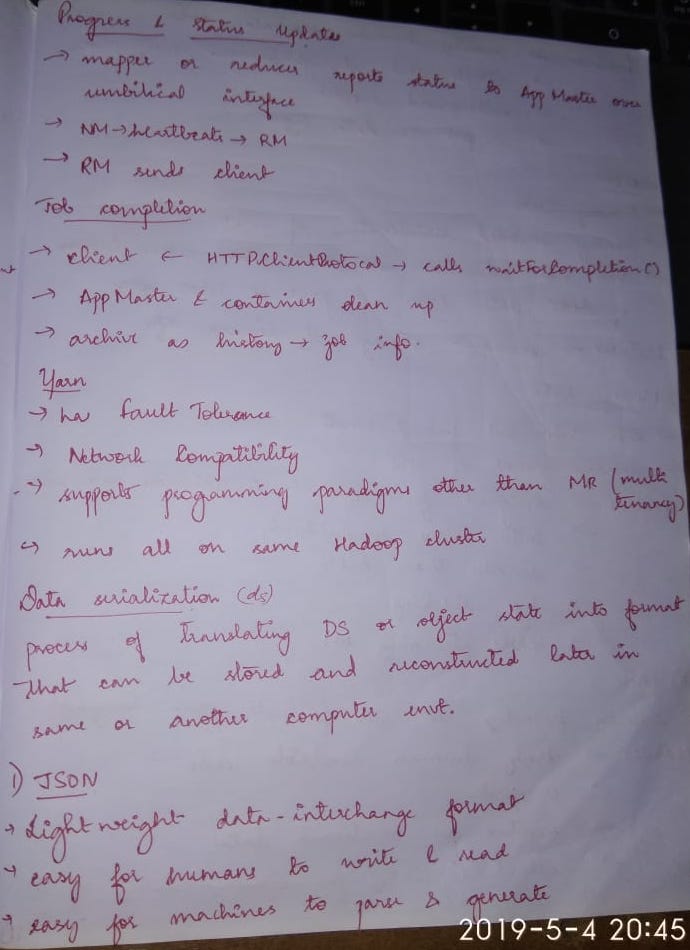 Progress & Status Updates
→ mapper or reducer reports status to App Master over
umbilical interface
→ NM → heartbeats → RM
→ RM sends client
Job completion
→ client ← HTTPClientProtocal → calls waitForCompletion()
→ App Master & containers clean up
→ archive as history → job info.
Yarn
→ ha Fault Tolerance
→ Network Compatibility
→ supports programming paradigms other than MR (multi
tenancy)
↪ runs all on same Hadoop cluster
Data serialization (ds)
process of translating DS or object state into format
that can be stored and reconstructed later in
same or another computer envt.
1) JSON
→ Lightweight data-interchange format
→ easy for humans to write & read
→ easy for machines to parse & generate
2019-5-4 20:45